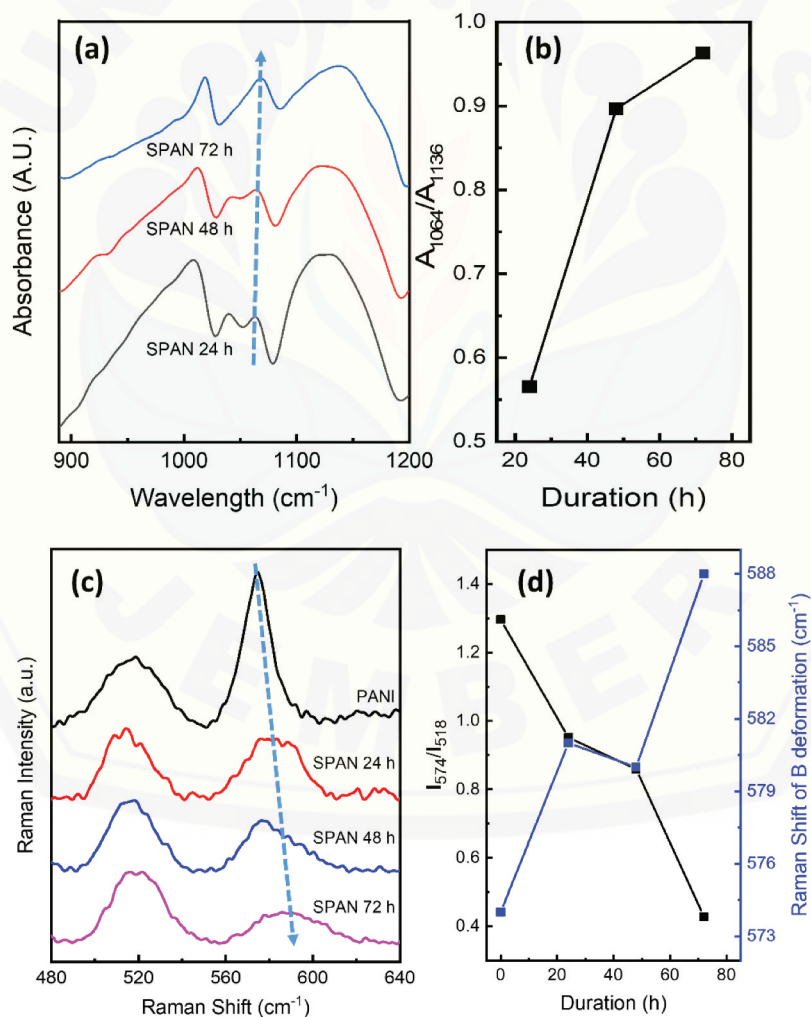 (a)
Absorbance (A.U.)
SPAN 72 h
SPAN 48 h
SPAN 24 h
900 1000 1100 1200
Wavelength (cm⁻¹)
(b)
A₁₀₆₄/A₁₁₃₆
1.0
0.9
0.8
0.7
0.6
0.5
20 40 60 80
Duration (h)
(c)
Raman Intensity (a.u.)
PANI
SPAN 24 h
SPAN 48 h
SPAN 72 h
480 520 560 600 640
Raman Shift (cm⁻¹)
(d)
I₅₇₄/I₅₁₈
1.4
1.3
1.0
0.8
0.6
0.4
0 20 40 60 80
Duration (h)
588
585
582
579
576
573
Raman Shift of B deformation (cm⁻¹)
JEMBER